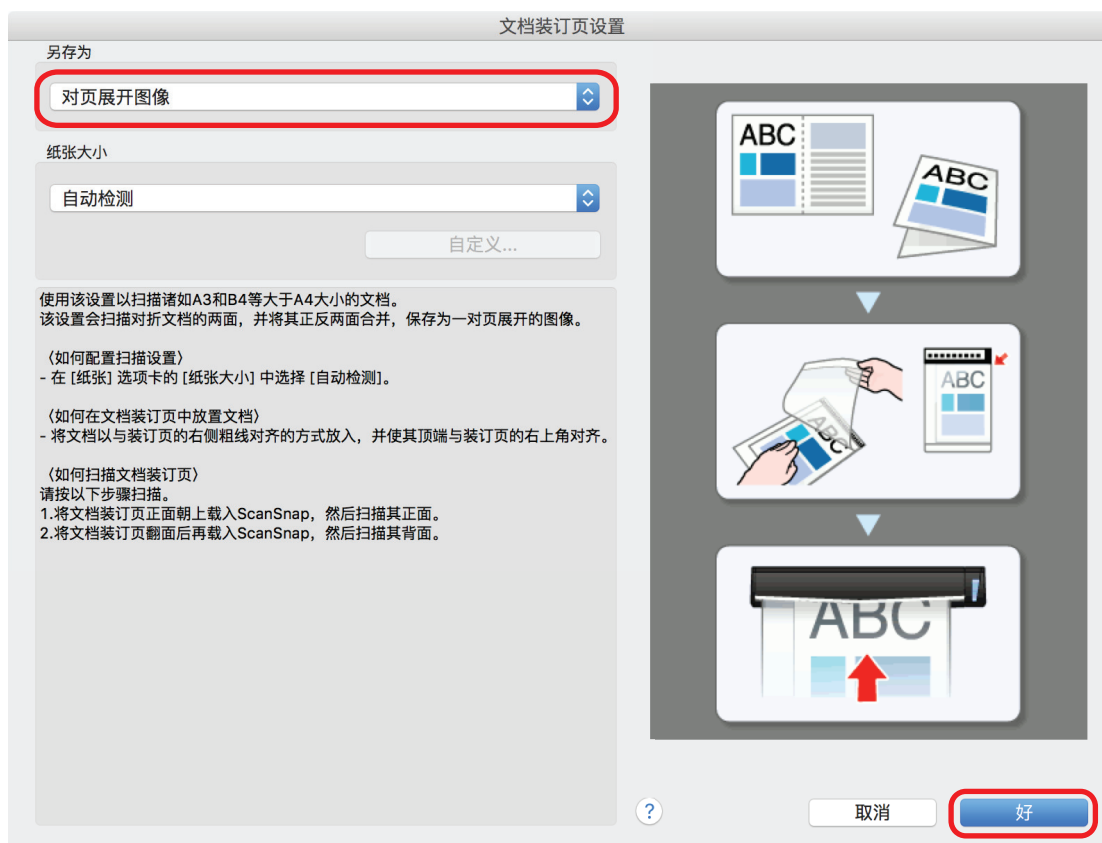 文档装订页设置
另存为
对页展开图像
纸张大小
自动检测
自定义...
使用该设置以扫描诸如A3和B4等大于A4大小的文档。
该设置会扫描对折文档的两面，并将其正反两面合并，保存为一对页展开的图像。
〈如何配置扫描设置〉
- 在 [纸张] 选项卡的 [纸张大小] 中选择 [自动检测]。
〈如何在文档装订页中放置文档〉
- 将文档以与装订页的右侧粗线对齐的方式放入，并使其顶端与装订页的右上角对齐。
〈如何扫描文档装订页〉
请按以下步骤扫描。
1.将文档装订页正面朝上载入ScanSnap，然后扫描其正面。
2.将文档装订页翻面后再载入ScanSnap，然后扫描其背面。
ABC
ABC
ABC
ABC
ABC
?
取消
好